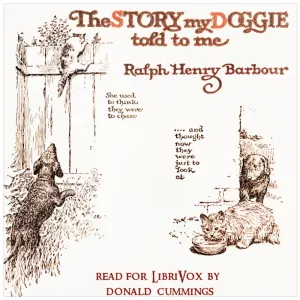 The STORY my DOGGIE
told to me
Ralph Henry Barbour
She used
to think
they were
to chase
.... and
thought
now
they
were
just to
look
at
READ FOR LIBRIVOX BY
DONALD CUMMINGS